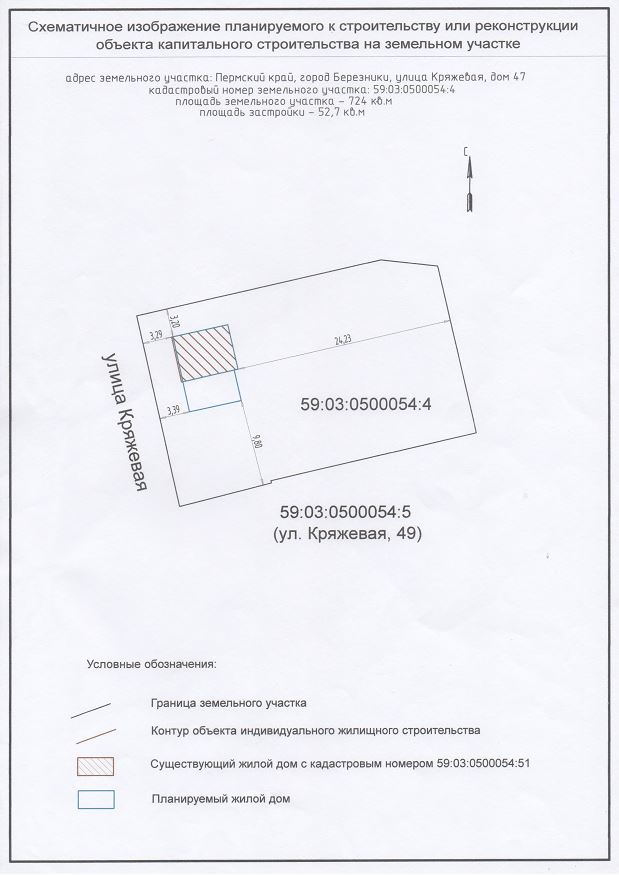 Схематичное изображение планируемого к строительству или реконструкции
объекта капитального строительства на земельном участке
адрес земельного участка: Пермский край, город Березники, улица Кряжевая, дом 47
кадастровый номер земельного участка: 59:03:0500054:4
площадь земельного участка – 724 кв.м
площадь застройки – 52,7 кв.м
С
3,20
3,29
24,23
улица Кряжевая
3,39
59:03:0500054:4
9,80
59:03:0500054:5
(ул. Кряжевая, 49)
Условные обозначения:
Граница земельного участка
Контур объекта индивидуального жилищного строительства
Существующий жилой дом с кадастровым номером 59:03:0500054:51
Планируемый жилой дом